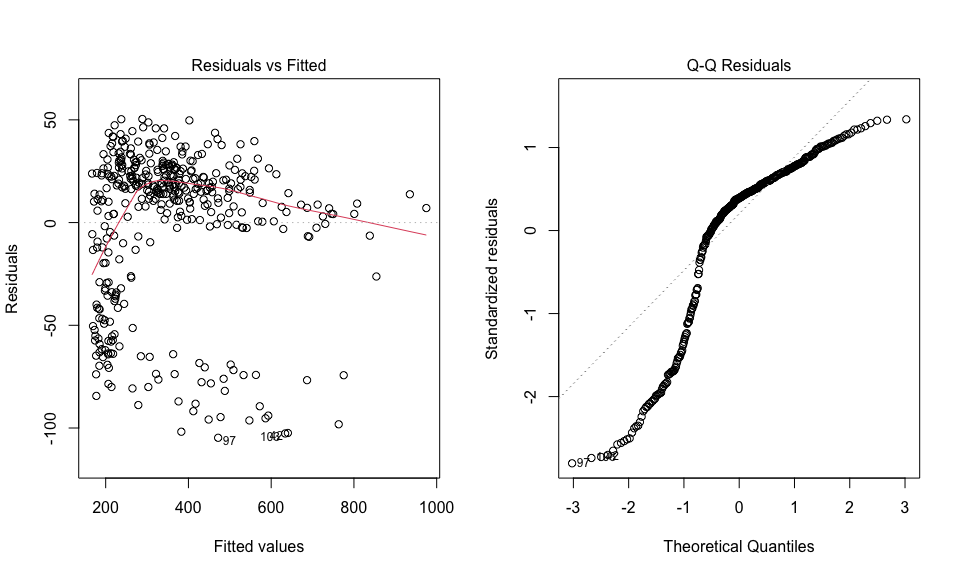 Residuals vs Fitted
Residuals
50
0
-50
-100
97
200 400 600 800 1000
Fitted values
Q-Q Residuals
Standardized residuals
1
0
-1
-2
97
-3 -2 -1 0 1 2 3
Theoretical Quantiles